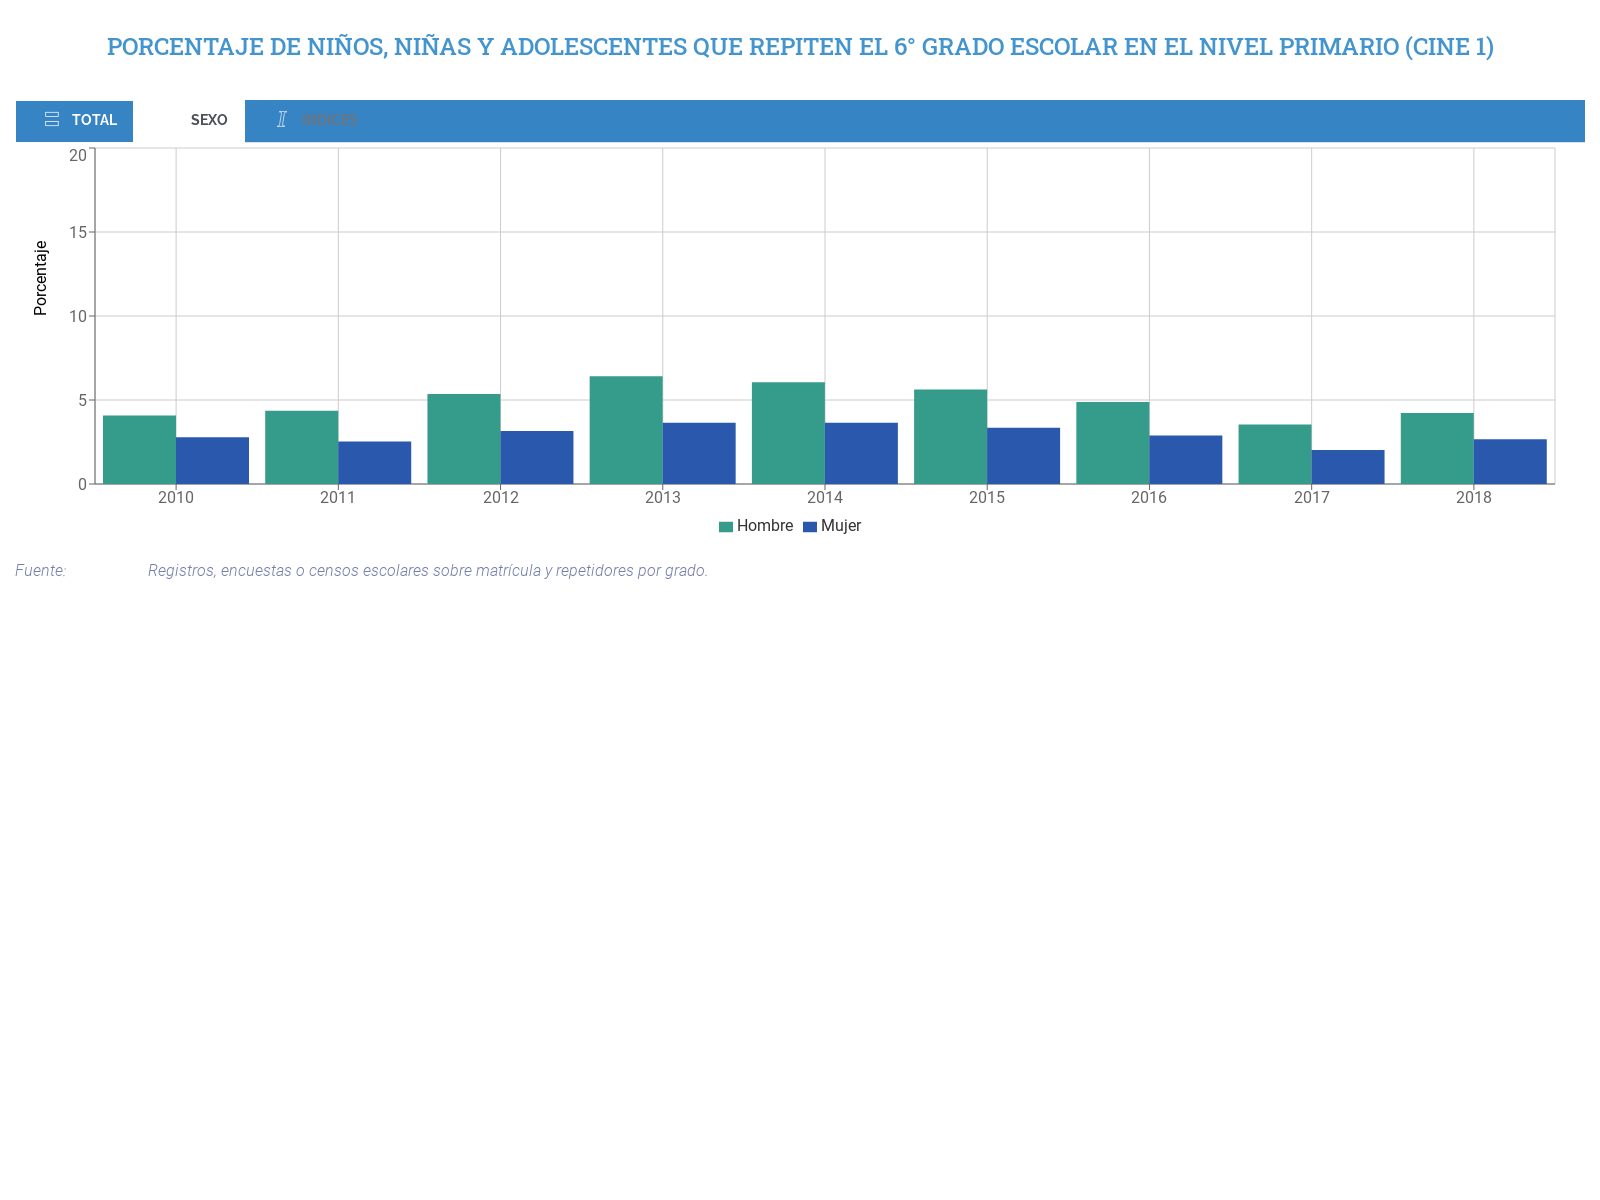 PORCENTAJE DE NIÑOS, NIÑAS Y ADOLESCENTES QUE REPITEN EL 6° GRADO ESCOLAR EN EL NIVEL PRIMARIO (CINE 1)
TOTAL SEXO INDICES
20
15
10
5
0
Porcentaje
2010 2011 2012 2013 2014 2015 2016 2017 2018
Hombre Mujer
Fuente: Registros, encuestas o censos escolares sobre matrícula y repetidores por grado.